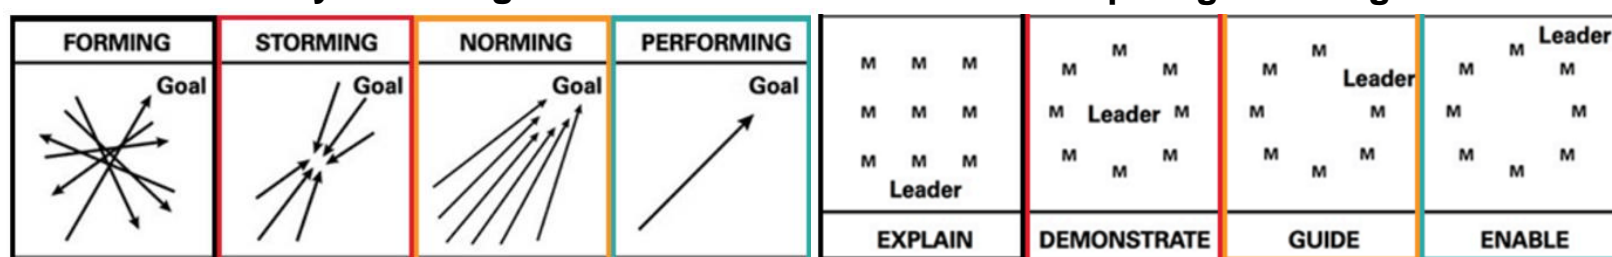 FORMING
STORMING
NORMING
PERFORMING
Goal
Goal
Goal
Goal
M M M
M M M
M M M
Leader
EXPLAIN
M
M M
M Leader M
M M
M
DEMONSTRATE
M
M
Leader
M M
M M
M
GUIDE
Leader
M
M M
M M
M M
M
ENABLE